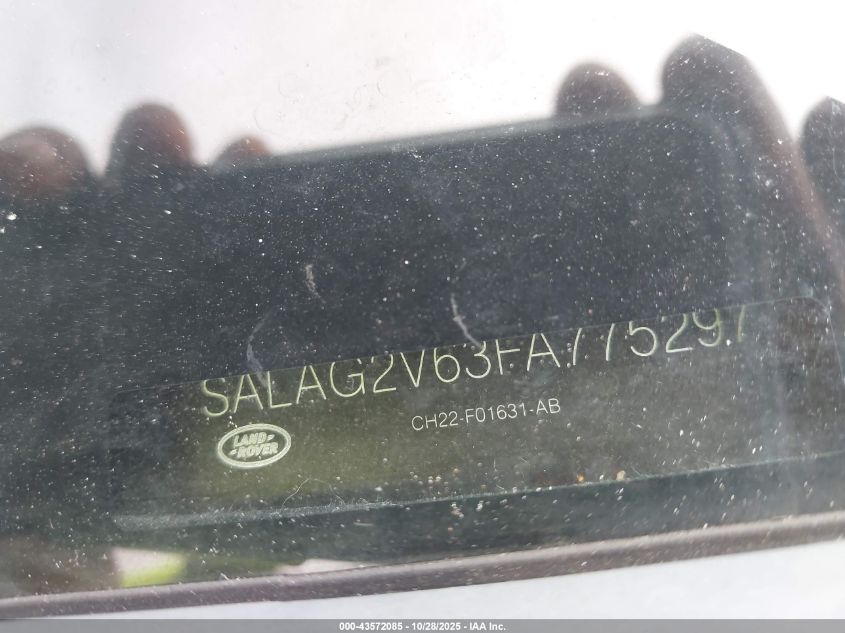 SALAG2V63FA775297
CH22-F01631-AB
LAND
ROVER
000-43572085 - 10/28/2025 - IAA Inc.